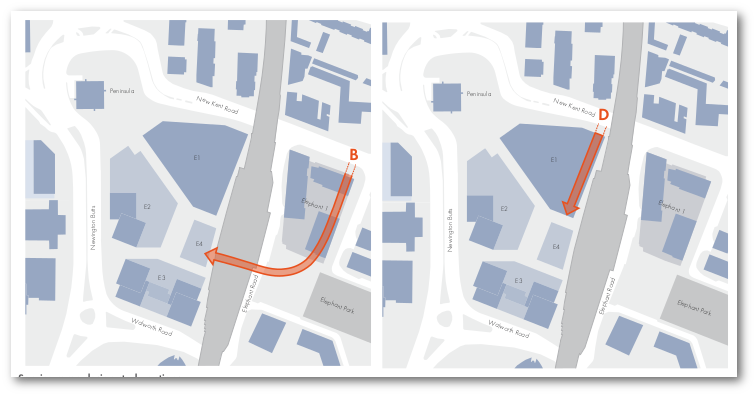 Peninsula
New Kent Road
B
E1
Elephant 1
E2
Newington Butts
E4
E3
Elephant Road
Elephant Park
Walworth Road
Peninsula
New Kent Road
D
E1
Elephant 1
E2
Newington Butts
E4
E3
Elephant Road
Elephant Park
Walworth Road